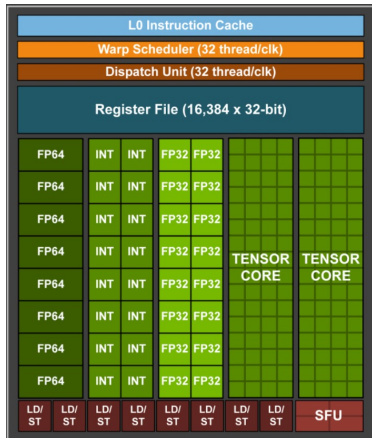 L0 Instruction Cache
Warp Scheduler (32 thread/clk)
Dispatch Unit (32 thread/clk)
Register File (16,384 x 32-bit)
FP64 INT INT FP32 FP32
FP64 INT INT FP32 FP32
FP64 INT INT FP32 FP32
FP64 INT INT FP32 FP32 TENSOR TENSOR
CORE CORE
FP64 INT INT FP32 FP32
FP64 INT INT FP32 FP32
FP64 INT INT FP32 FP32
FP64 INT INT FP32 FP32
LD/ LD/ LD/ LD/ LD/ LD/ LD/ LD/ SFU
ST ST ST ST ST ST ST ST